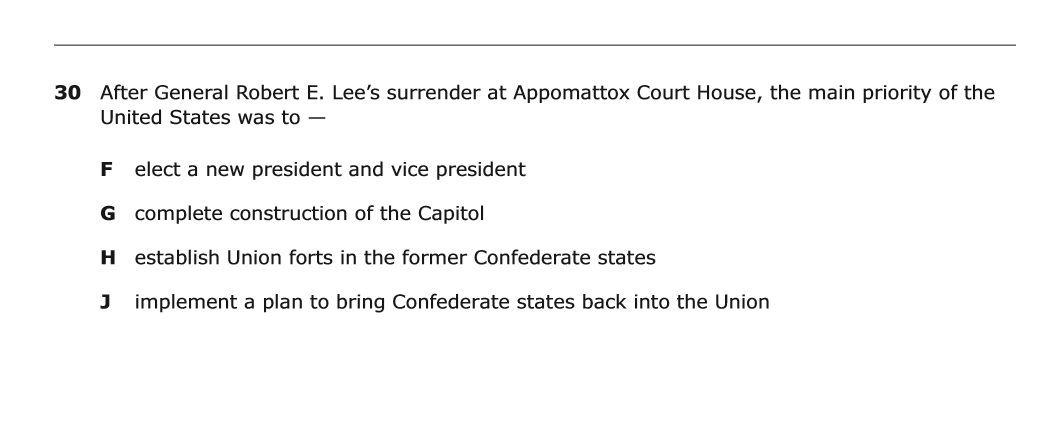 30 After General Robert E. Lee’s surrender at Appomattox Court House, the main priority of the
United States was to —
F elect a new president and vice president
G complete construction of the Capitol
H establish Union forts in the former Confederate states
J implement a plan to bring Confederate states back into the Union